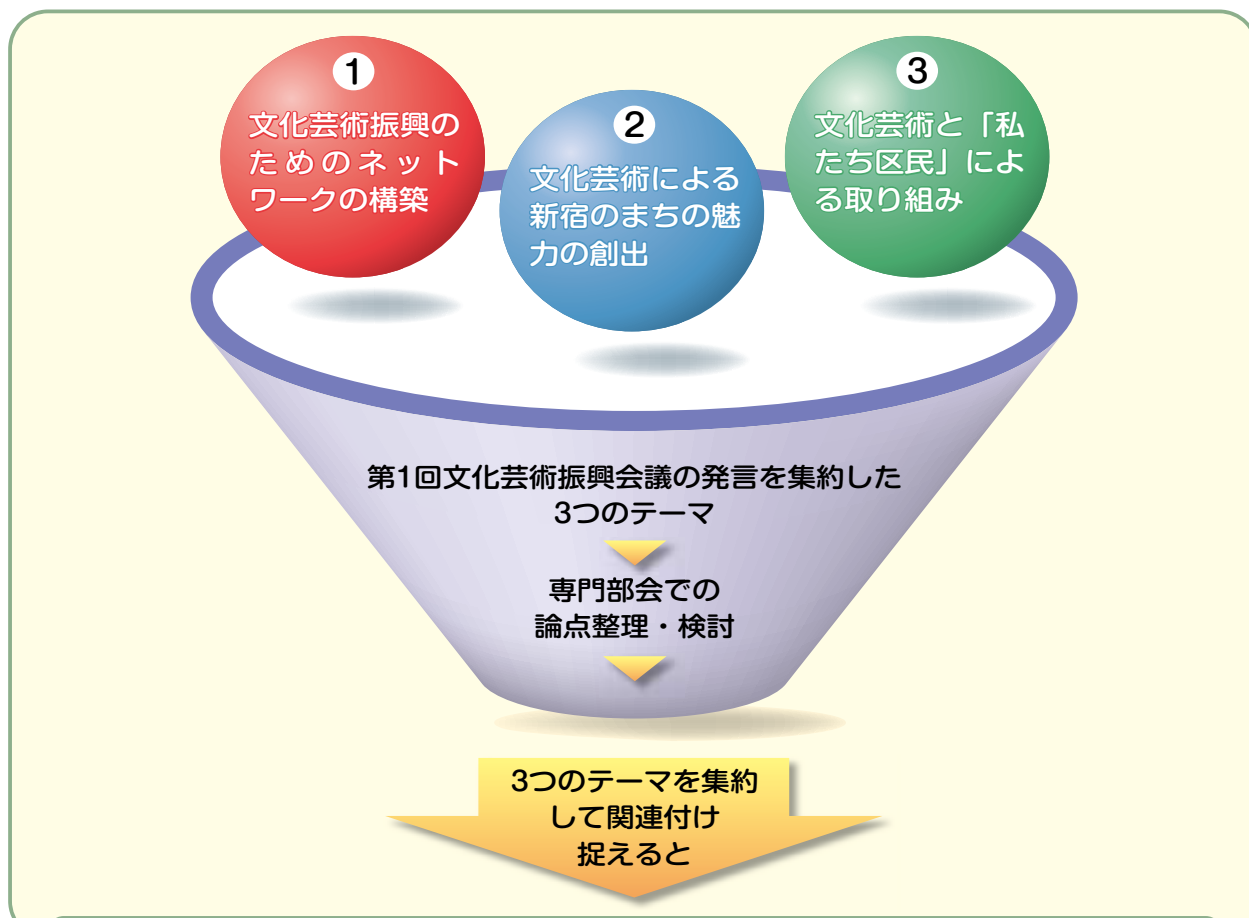 1
文化芸術振興の
ためのネット
ワークの構築
2
文化芸術による
新宿のまちの魅
力の創出
3
文化芸術と「私
たち区民」によ
る取り組み
第1回文化芸術振興会議の発言を集約した
3つのテーマ
専門部会での
論点整理・検討
3つのテーマを集約
して関連付け
捉えると